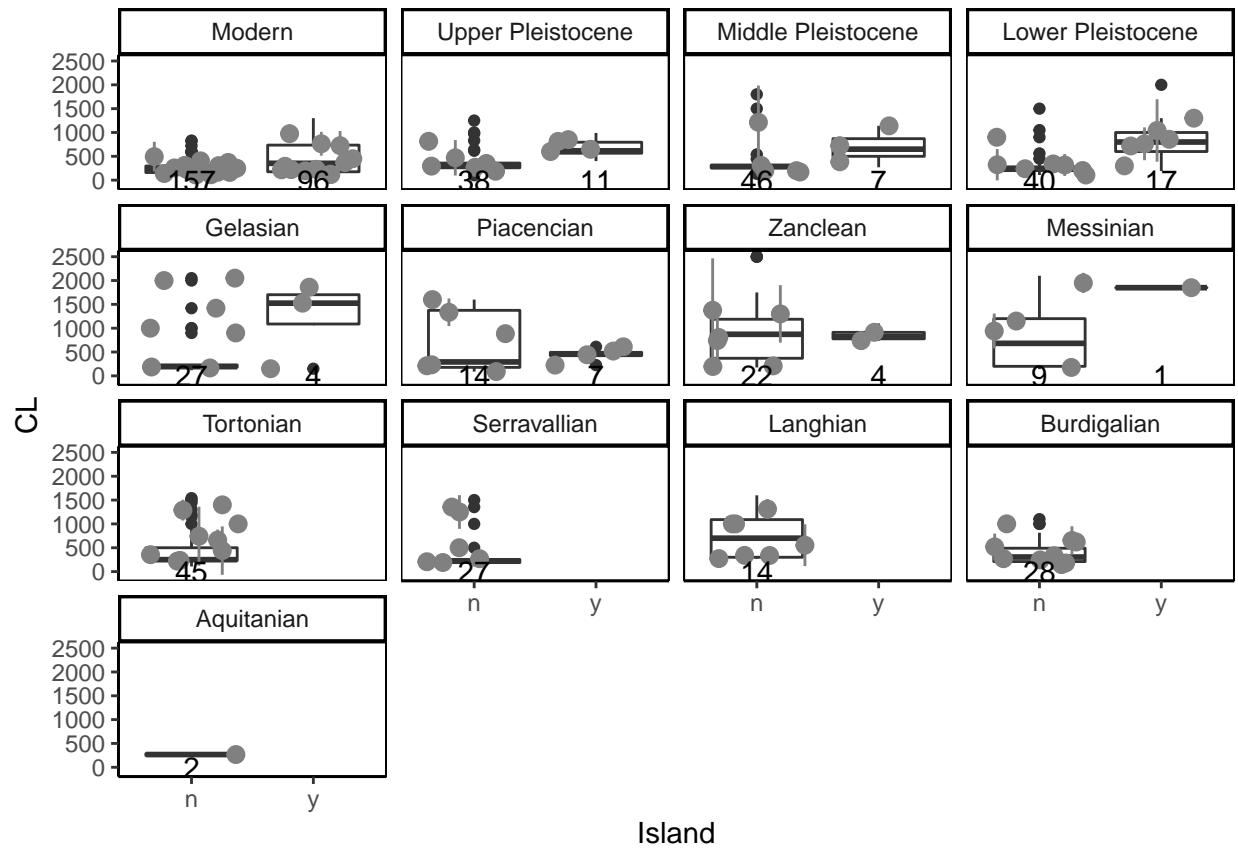 Modern Upper Pleistocene Middle Pleistocene Lower Pleistocene
2500
2000
1500
1000
500
0
157 96 38 11 46 7 40 17
Gelasian Piacencian Zanclean Messinian
2500
2000
1500
1000
500
0
27 4 14 7 22 4 9 1
CL
Tortonian Serravallian Langhian Burdigalian
2500
2000
1500
1000
500
0
45 27 14 28
n y n y n y
Aquitanian
2500
2000
1500
1000
500
0
2
n y
Island